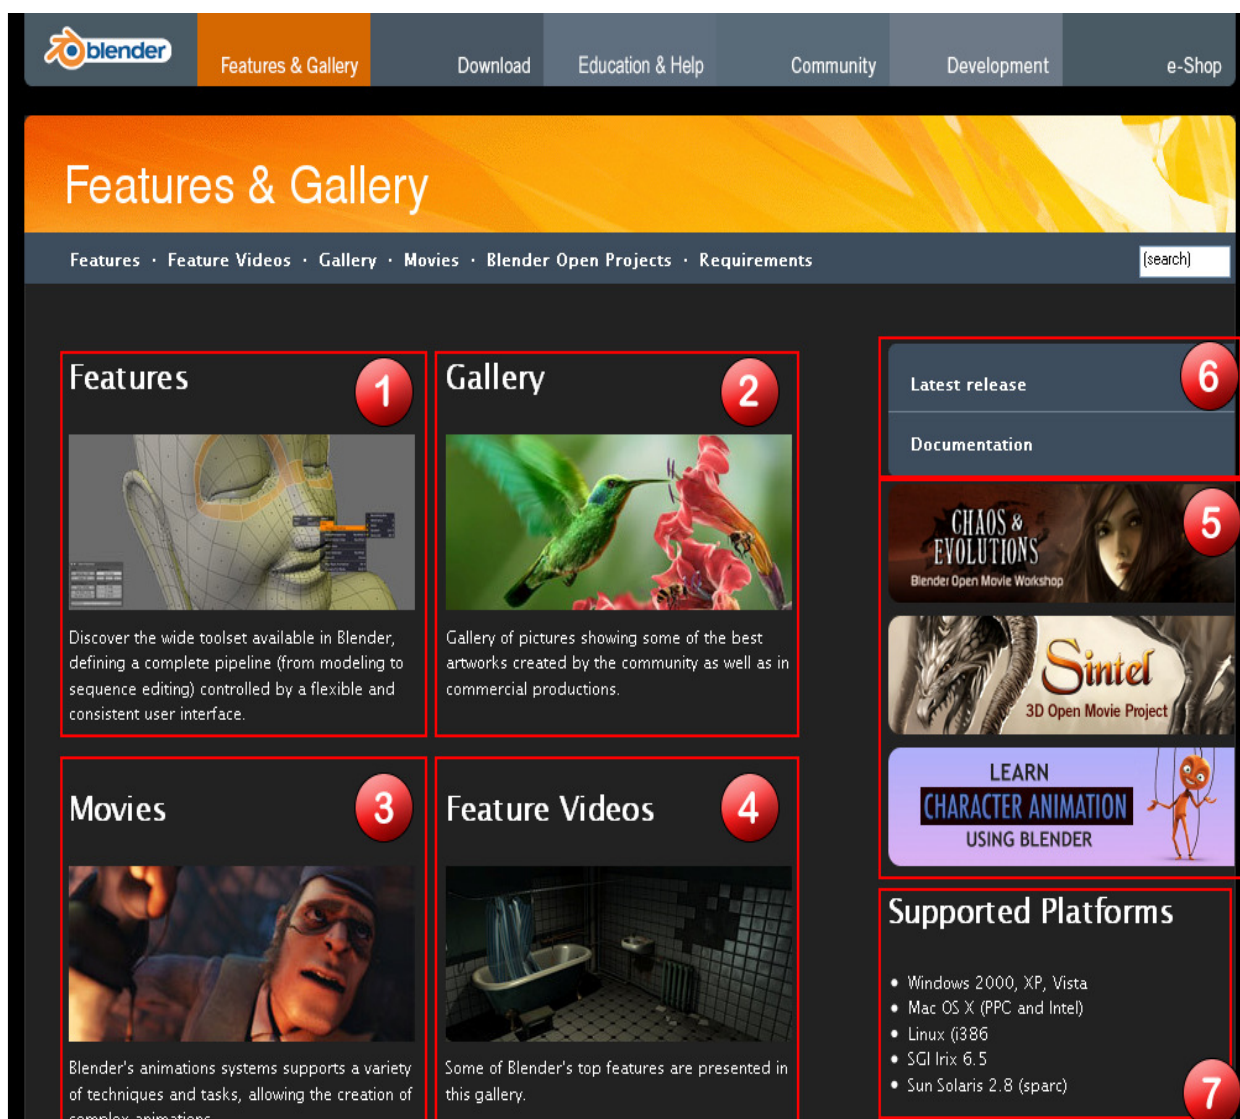 blender
Features & Gallery
Download
Education & Help
Community
Development
e-Shop
Features & Gallery
Features · Feature Videos · Gallery · Movies · Blender Open Projects · Requirements
(search)
Features
1
Discover the wide toolset available in Blender,
defining a complete pipeline (from modeling to
sequence editing) controlled by a flexible and
consistent user interface.
Gallery
2
Gallery of pictures showing some of the best
artworks created by the community as well as in
commercial productions.
Movies
3
Blender's animations systems supports a variety
of techniques and tasks, allowing the creation of
complex animations
Feature Videos
4
Some of Blender's top features are presented in
this gallery.
6
Latest release
Documentation
5
CHAOS &
EVOLUTIONS
Blender Open Movie Workshop
Sintel
3D Open Movie Project
LEARN
CHARACTER ANIMATION
USING BLENDER
Supported Platforms
• Windows 2000, XP, Vista
• Mac OS X (PPC and Intel)
• Linux (i386
• SGI Irix 6.5
• Sun Solaris 2.8 (sparc)
7